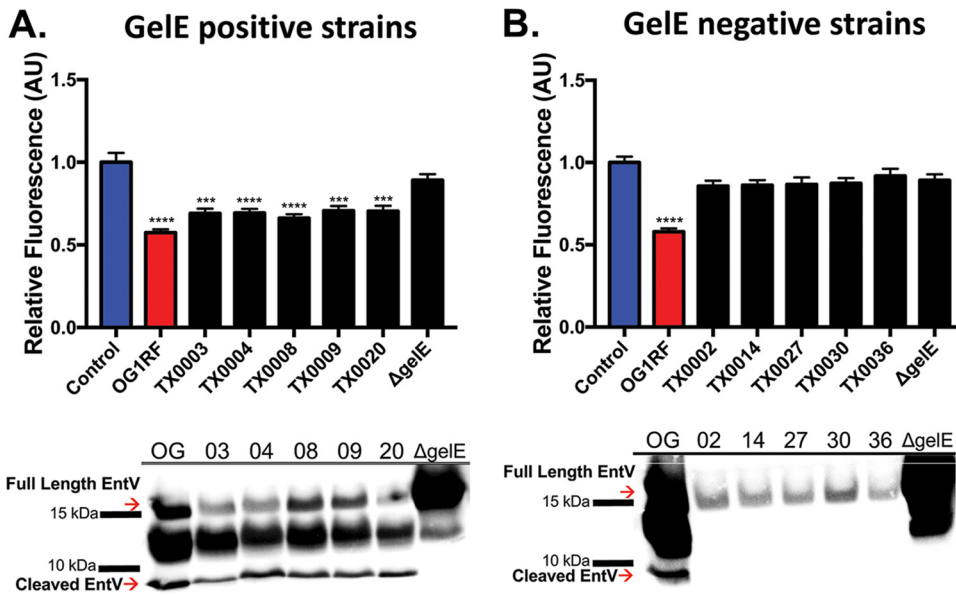 A.
GelE positive strains
Relative Fluorescence (AU)
1.5
1.0
0.5
0.0
****
***
****
****
***
***
Control
OG1RF
TX0003
TX0004
TX0008
TX0009
TX0020
ΔgelE
OG 03 04 08 09 20 ΔgelE
Full Length EntV
15 kDa
10 kDa
Cleaved EntV
B.
GelE negative strains
Relative Fluorescence (AU)
1.5
1.0
0.5
0.0
****
Control
OG1RF
TX0002
TX0014
TX0027
TX0030
TX0036
ΔgelE
OG 02 14 27 30 36 ΔgelE
Full Length EntV
15 kDa
10 kDa
Cleaved EntV